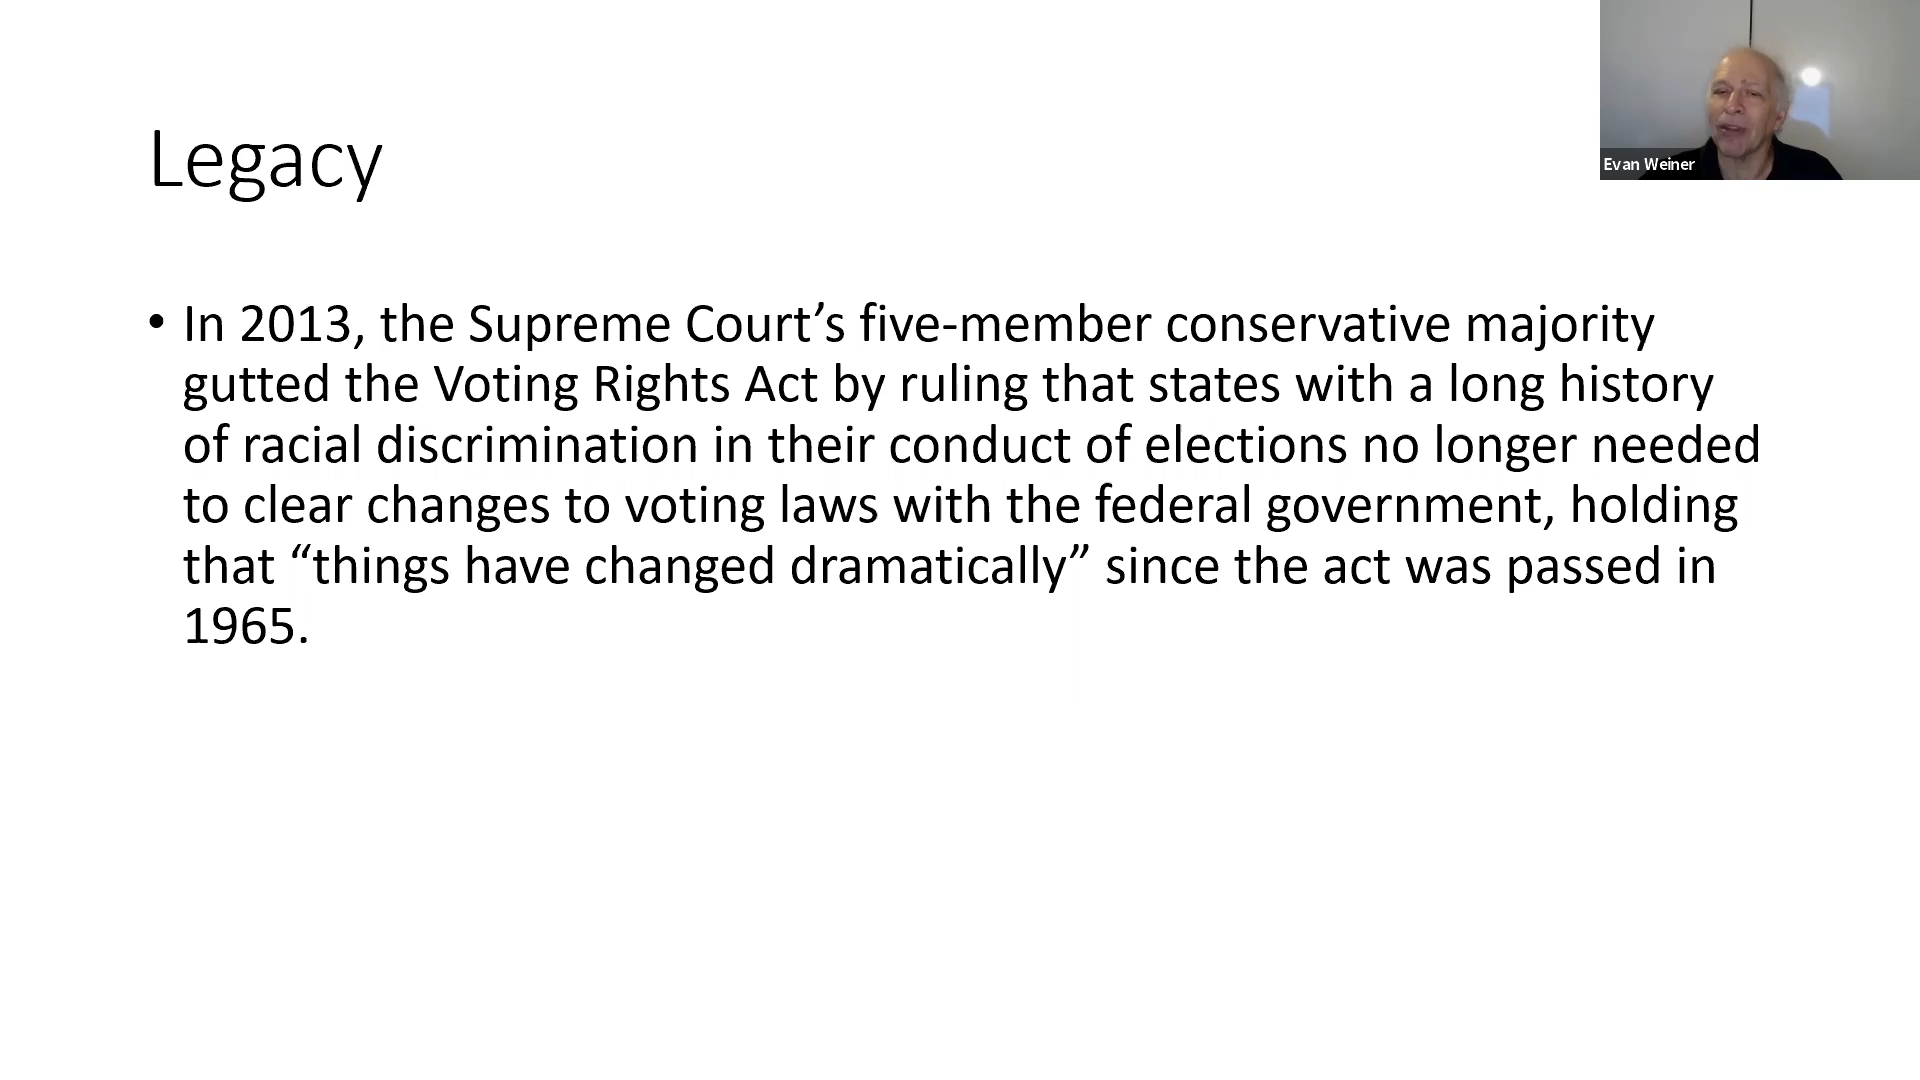 Evan Weiner
Legacy
• In 2013, the Supreme Court’s five-member conservative majority
gutted the Voting Rights Act by ruling that states with a long history
of racial discrimination in their conduct of elections no longer needed
to clear changes to voting laws with the federal government, holding
that “things have changed dramatically” since the act was passed in
1965.